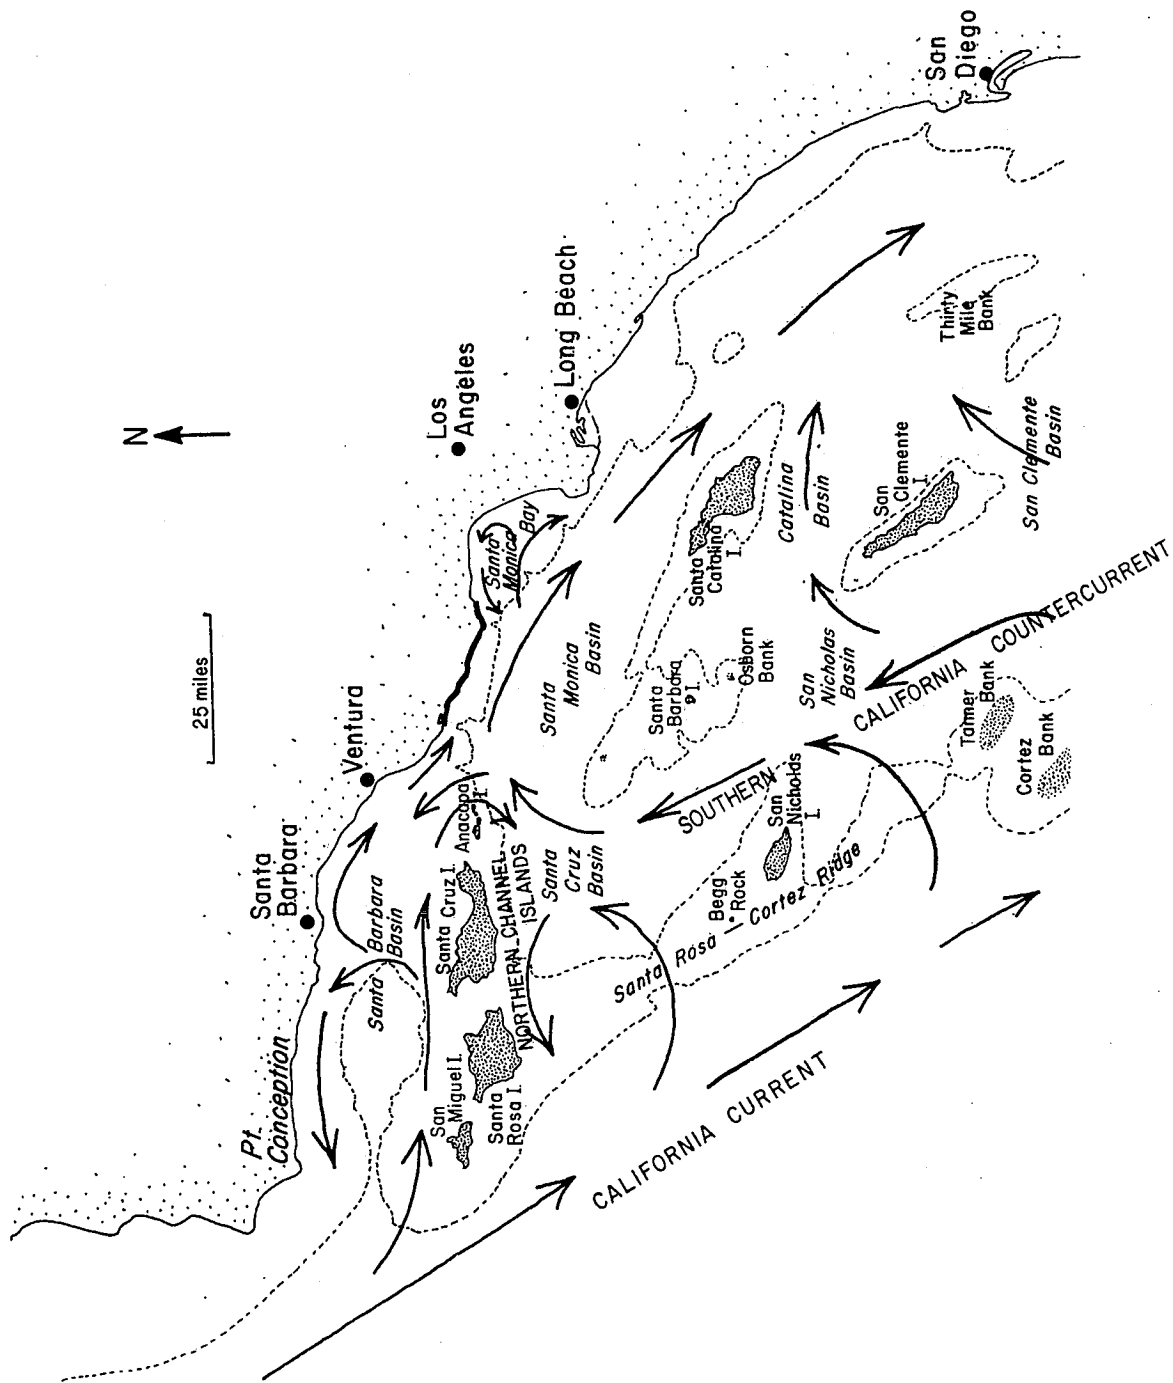 N
25 miles
Pt.
Conception
Santa
Barbara
Ventura
Los
Angeles
Long Beach
San
Diego
Santa
Barbara
Basin
San
Miguel I.
Santa
Rosa I.
Santa Cruz I.
Anacapa
I.
NORTHERN CHANNEL
ISLANDS
Santa
Monica
Bay
Santa
Cruz
Basin
Santa
Monica
Basin
Santa
Barbara
I.
Osborn
Bank
Santa
Catalina
I.
Catalina
Basin
San
Clemente
I.
San Clemente
Basin
Thirty
Mile
Bank
San
Nicholas
Basin
San
Nicholas
I.
Begg
Rock
Santa Rosa - Cortez Ridge
Tanner
Bank
Cortez
Bank
SOUTHERN CALIFORNIA COUNTERCURRENT
CALIFORNIA CURRENT